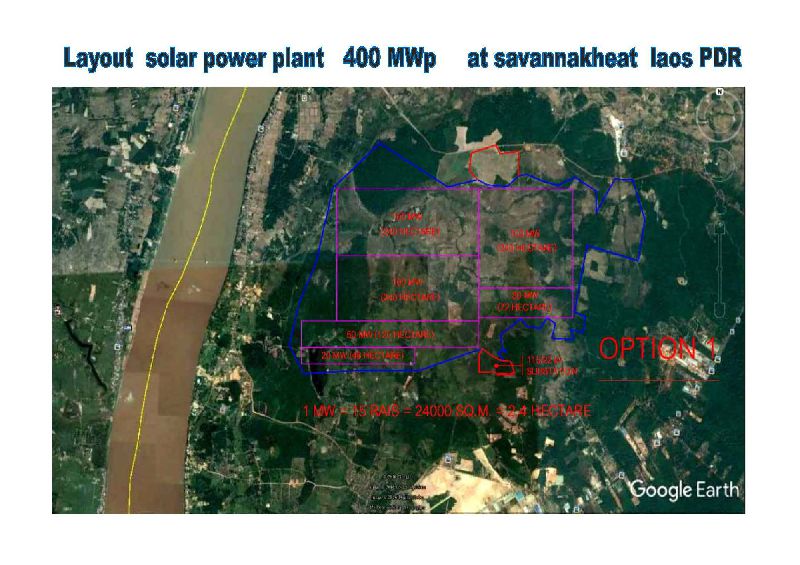 Layout solar power plant 400 MWp at savannakheat laos PDR
N
100 MW
(240 HECTARE)
100 MW
(240 HECTARE)
100 MW
(240 HECTARE)
30 MW
(72 HECTARE)
50 MW (120 HECTARE)
20 MW (48 HECTARE)
SUBSTATION
OPTION 1
1 MW = 15 RAIS = 24000 SQ.M. = 2.4 HECTARE
Google Earth